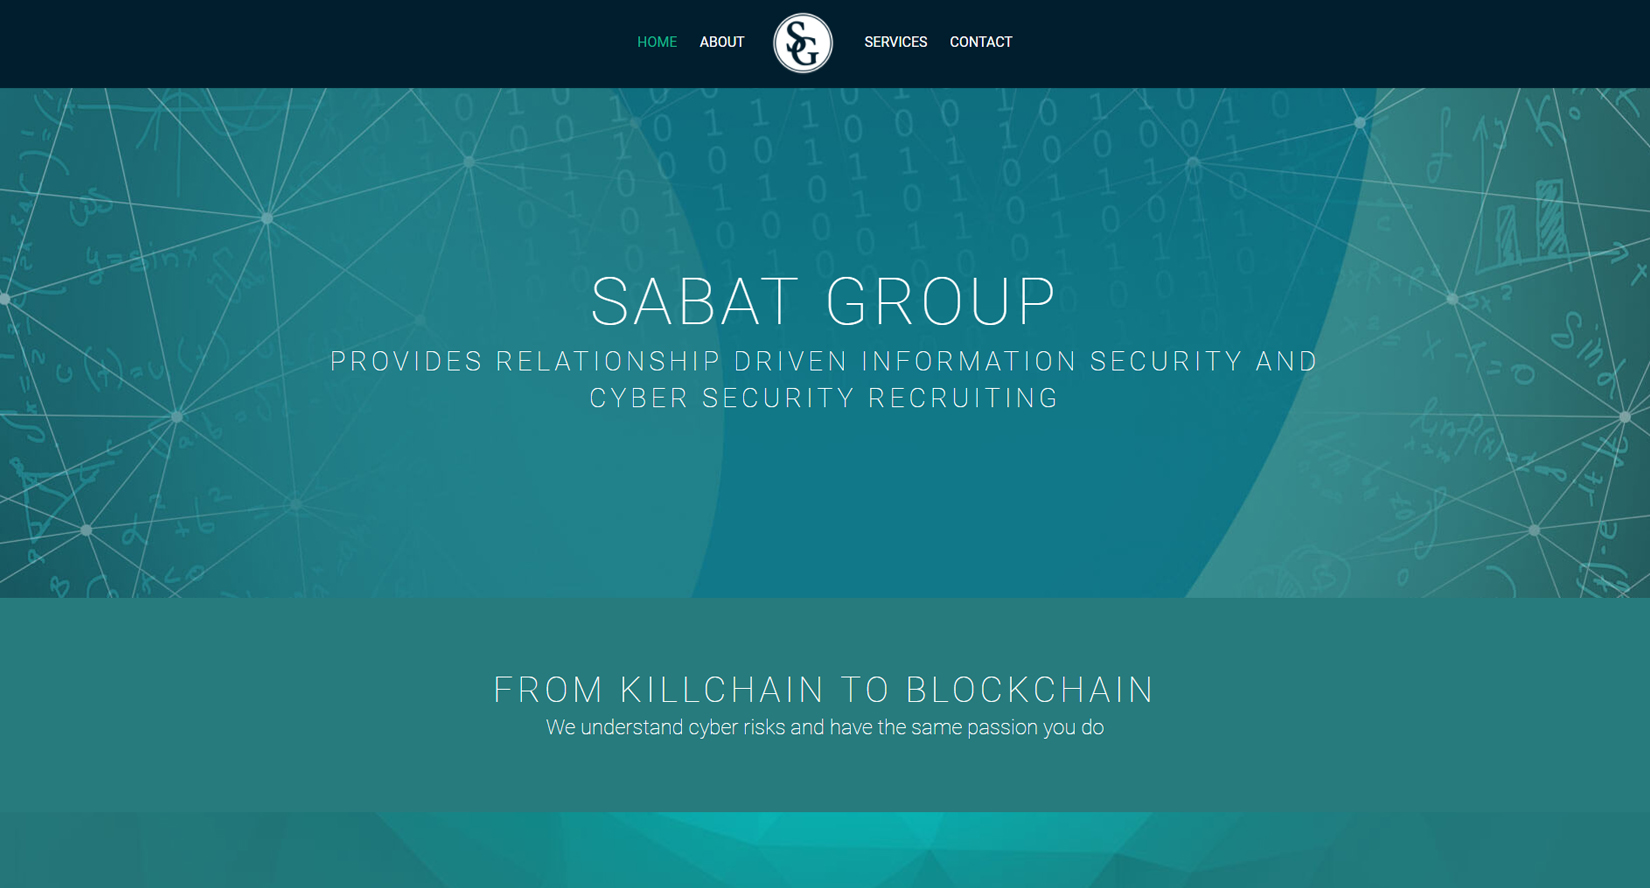 HOME ABOUT SG SERVICES CONTACT
SABAT GROUP
PROVIDES RELATIONSHIP DRIVEN INFORMATION SECURITY AND
CYBER SECURITY RECRUITING
FROM KILLCHAIN TO BLOCKCHAIN
We understand cyber risks and have the same passion you do